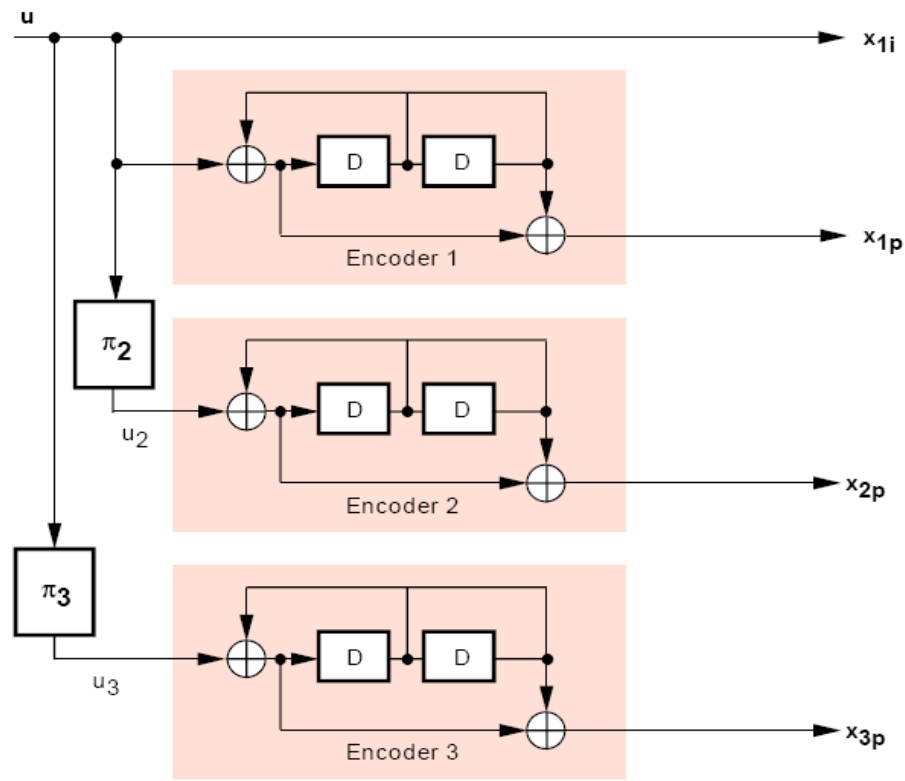 u
x1i
D D
x1p
Encoder 1
π2
D D
u2
x2p
Encoder 2
π3
D D
u3
x3p
Encoder 3